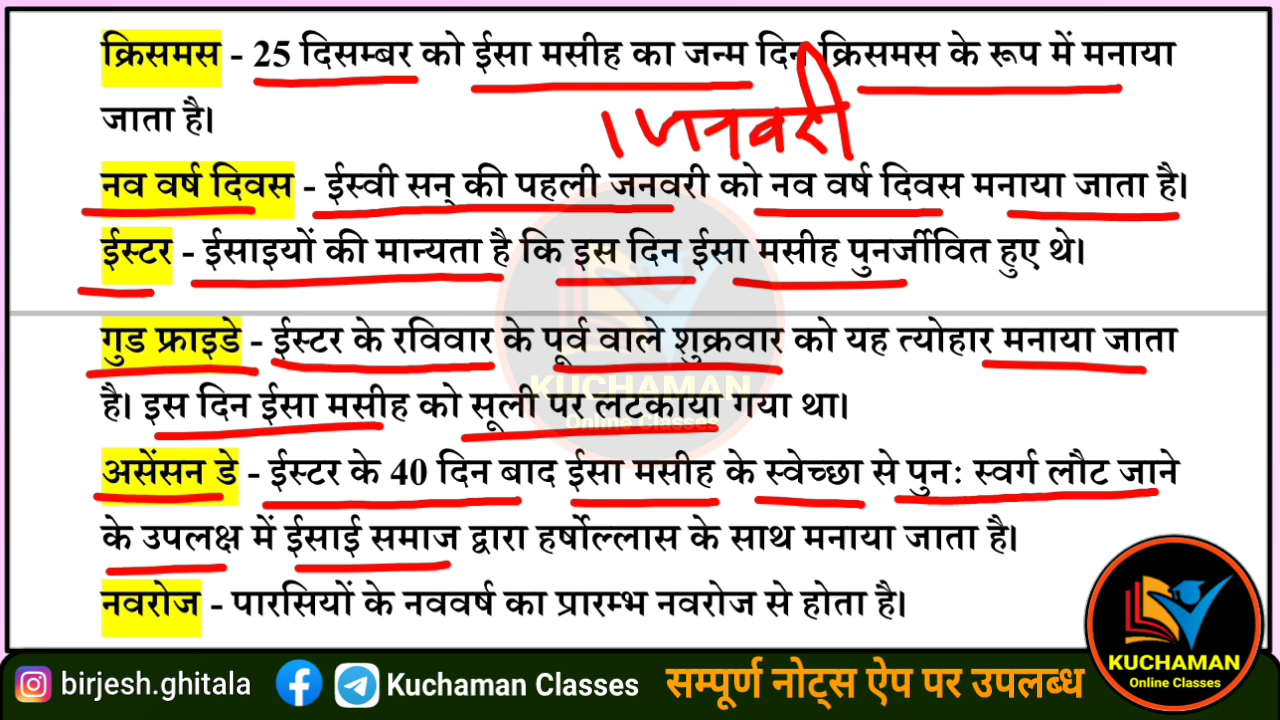 क्रिसमस - 25 दिसम्बर को ईसा मसीह का जन्म दिन क्रिसमस के रूप में मनाया
जाता है।
1 जनवरी
नव वर्ष दिवस - ईस्वी सन् की पहली जनवरी को नव वर्ष दिवस मनाया जाता है।
ईस्टर - ईसाइयों की मान्यता है कि इस दिन ईसा मसीह पुनर्जीवित हुए थे।
गुड फ्राइडे - ईस्टर के रविवार के पूर्व वाले शुक्रवार को यह त्योहार मनाया जाता
है। इस दिन ईसा मसीह को सूली पर लटकाया गया था।
KUCHAMAN
Online Classes
असेंसन डे - ईस्टर के 40 दिन बाद ईसा मसीह के स्वेच्छा से पुनः स्वर्ग लौट जाने
के उपलक्ष में ईसाई समाज द्वारा हर्षोल्लास के साथ मनाया जाता है।
नवरोज - पारसियों के नववर्ष का प्रारम्भ नवरोज से होता है।
KUCHAMAN
Online Classes
birjesh.ghitala Kuchaman Classes सम्पूर्ण नोट्स ऐप पर उपलब्ध